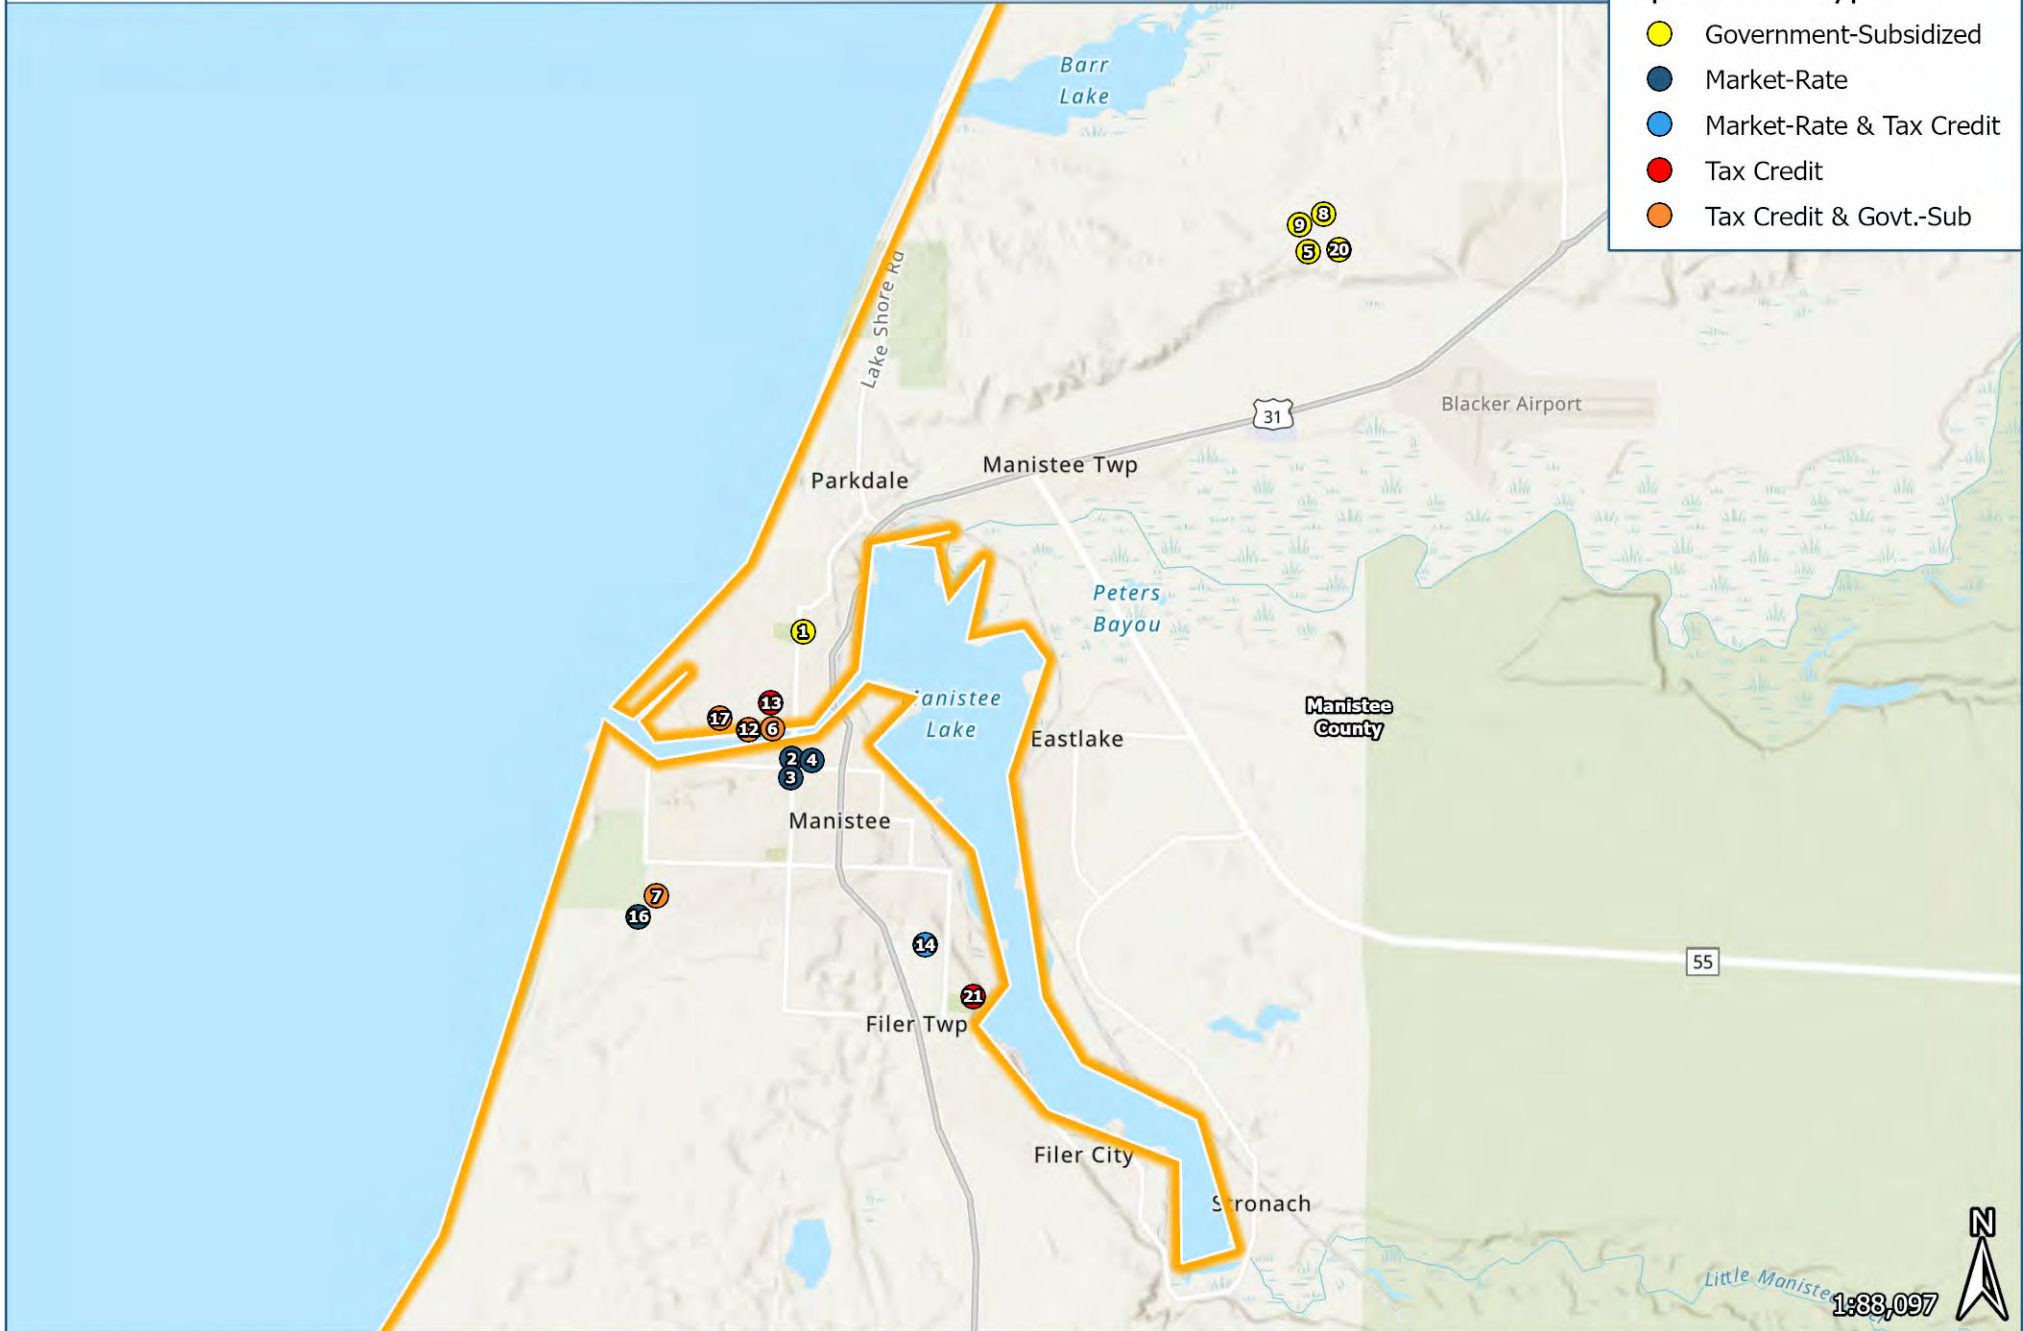 Government-Subsidized
Market-Rate
Market-Rate & Tax Credit
Tax Credit
Tax Credit & Govt.-Sub
Barr
Lake
8
9
5
20
Lake Shore Rd
31
Blacker Airport
Manistee Twp
Parkdale
Peters
Bayou
1
Manistee
Lake
Manistee
County
13
17
12
6
Eastlake
2
4
3
Manistee
7
16
14
55
21
Filer Twp
Filer City
Stronach
N
Little Maniste
1:88,097